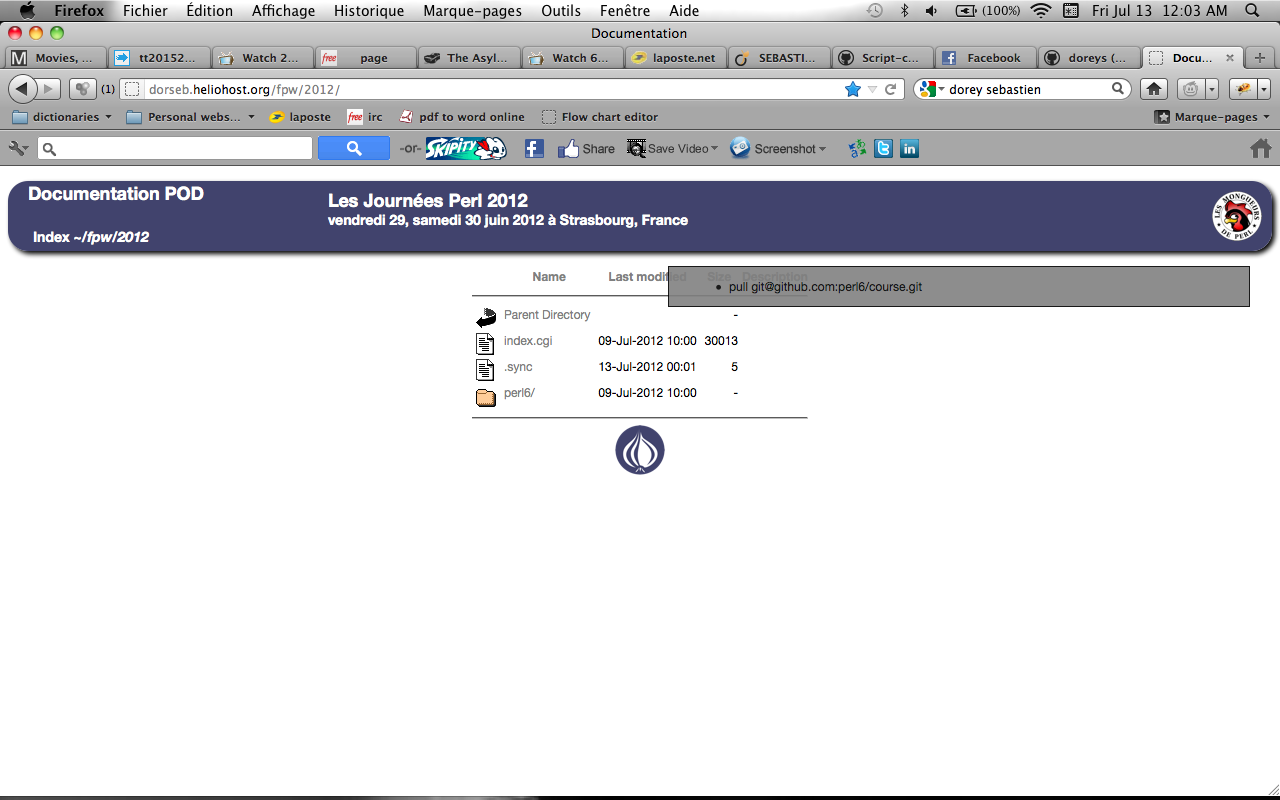 Firefox Fichier Édition Affichage Historique Marque-pages Outils Fenêtre Aide (100%) Fri Jul 13 12:03 AM
Documentation
Movies, ... tt20152... Watch 2... free page The Asyl... Watch 6... laposte.net SEBASTI... Script-c... Facebook doreys (... Docu...
(1) dorseb.heliohost.org/fpw/2012/ dorey sebastien
dictionaries Personal webs... laposte free irc pdf to word online Flow chart editor Marque-pages
-or- SKIPITY Share Save Video Screenshot
Documentation POD
Les Journées Perl 2012
vendredi 29, samedi 30 juin 2012 à Strasbourg, France
Index ~/fpw/2012
LES MONGUEURS DE PERL
Name Last modified Size Description
• pull git@github.com:perl6/course.git
Parent Directory -
index.cgi 09-Jul-2012 10:00 30013
.sync 13-Jul-2012 00:01 5
perl6/ 09-Jul-2012 10:00 -